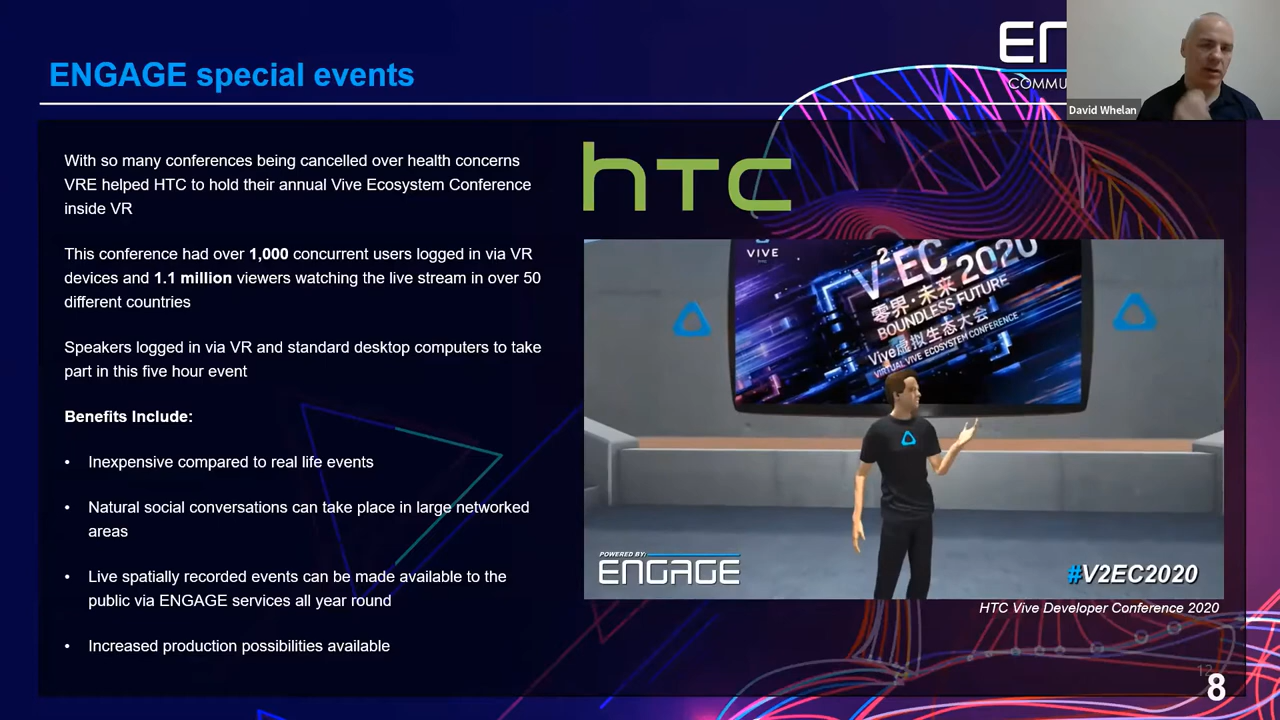 ENGAGE special events
COMMU
David Whelan
With so many conferences being cancelled over health concerns
VRE helped HTC to hold their annual Vive Ecosystem Conference
inside VR
This conference had over 1,000 concurrent users logged in via VR
devices and 1.1 million viewers watching the live stream in over 50
different countries
Speakers logged in via VR and standard desktop computers to take
part in this five hour event
Benefits Include:
• Inexpensive compared to real life events
• Natural social conversations can take place in large networked
areas
• Live spatially recorded events can be made available to the
public via ENGAGE services all year round
• Increased production possibilities available
hTC
VIVE
V²EC 2020
零界·未来
BOUNDLESS FUTURE
Vive虚拟生态大会
VIRTUAL VIVE ECOSYSTEM CONFERENCE
POWERED BY:
ENGAGE
#V2EC2020
HTC Vive Developer Conference 2020
12
8